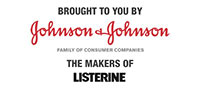 BROUGHT TO YOU BY
Johnson & Johnson
FAMILY OF CONSUMER COMPANIES
THE MAKERS OF
LISTERINE